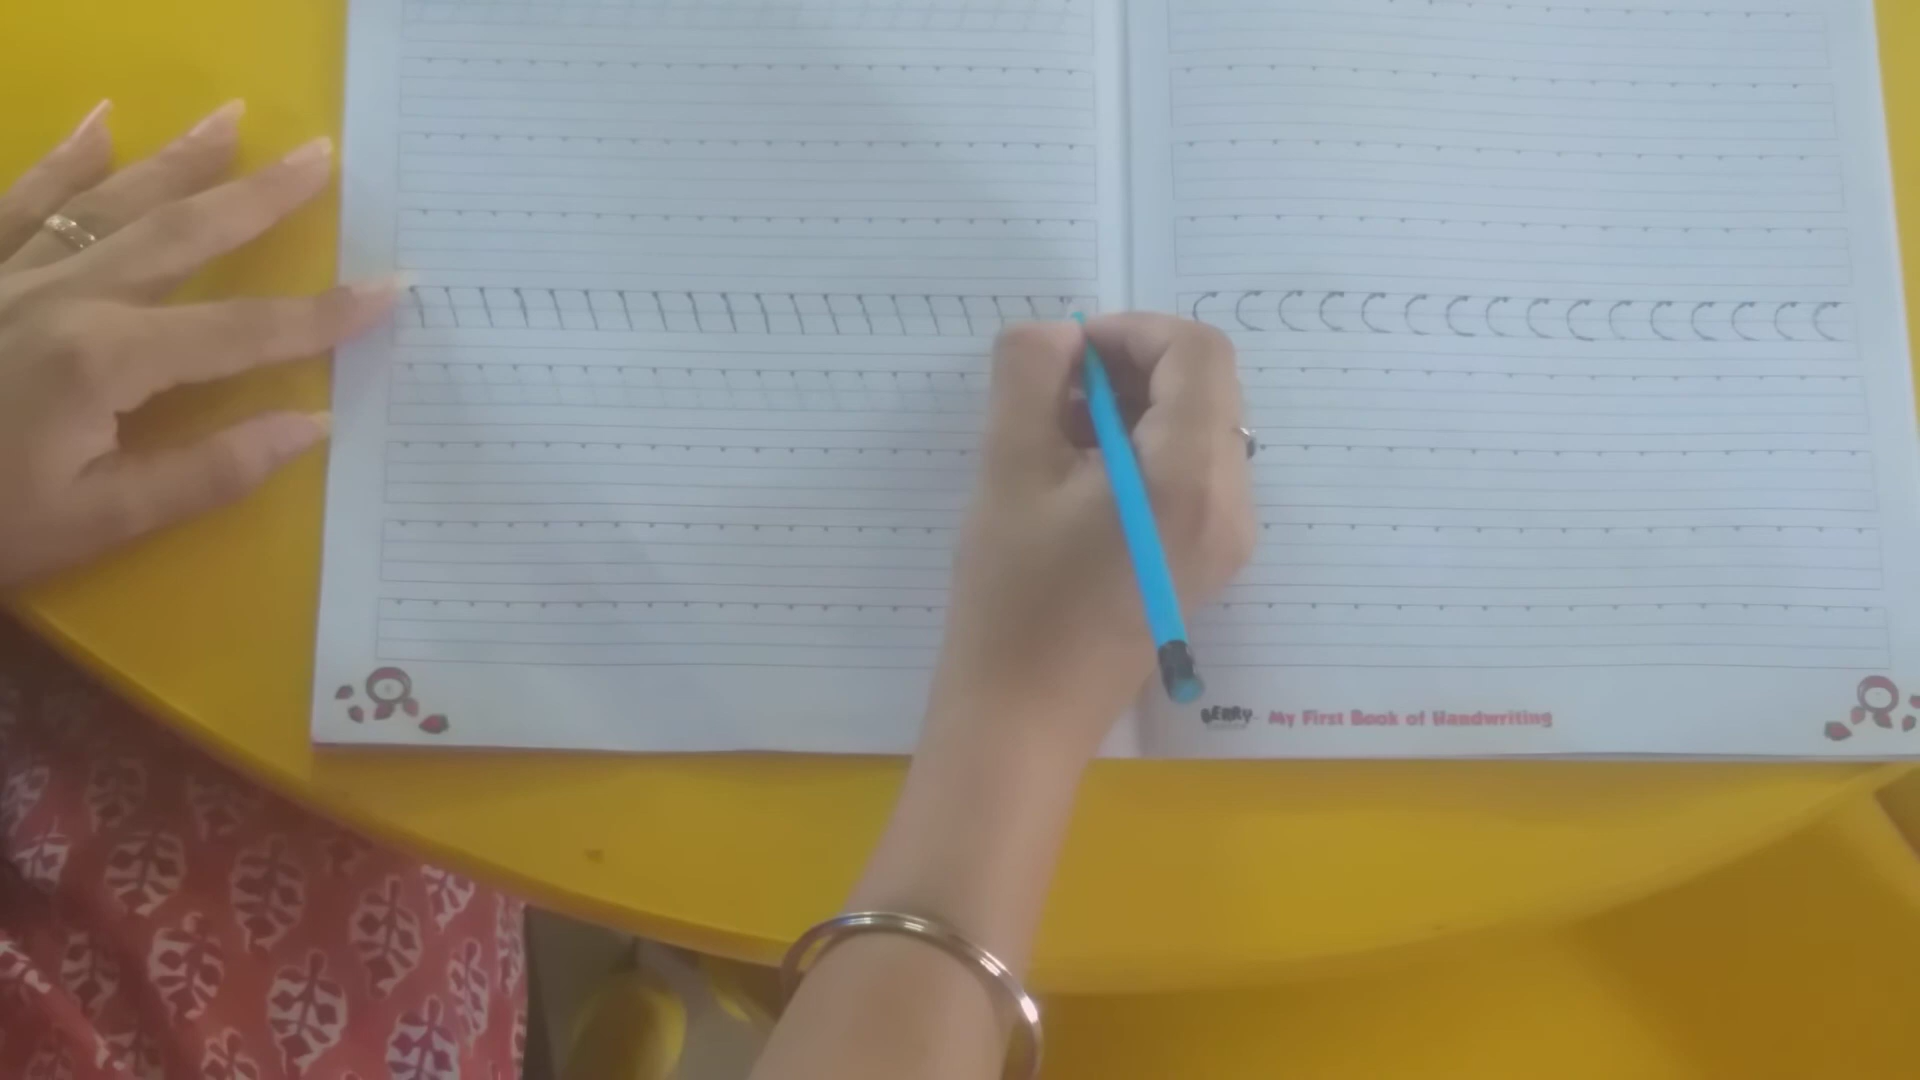 \ \ \ \ \ \ \ \ \ \ \ \ \ \ \ \ \ \ \
C C C C C C C C C C C C C C C C
BERRY My First Book of Handwriting